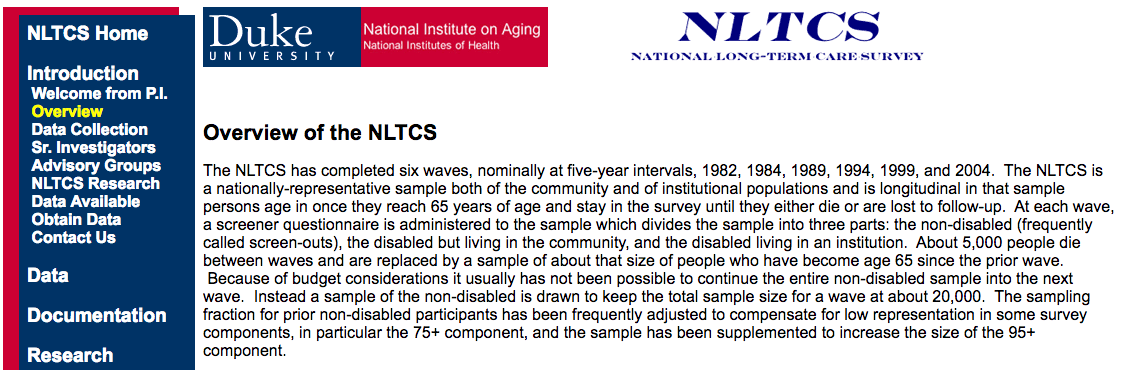 NLTCS Home
Introduction
Welcome from P.I.
Overview
Data Collection
Sr. Investigators
Advisory Groups
NLTCS Research
Data Available
Obtain Data
Contact Us
Data
Documentation
Research
Duke
UNIVERSITY
National Institute on Aging
National Institutes of Health
NLTCS
NATIONAL LONG-TERM CARE SURVEY
Overview of the NLTCS
The NLTCS has completed six waves, nominally at five-year intervals, 1982, 1984, 1989, 1994, 1999, and 2004.  The NLTCS is
a nationally-representative sample both of the community and of institutional populations and is longitudinal in that sample
persons age in once they reach 65 years of age and stay in the survey until they either die or are lost to follow-up.  At each wave,
a screener questionnaire is administered to the sample which divides the sample into three parts: the non-disabled (frequently
called screen-outs), the disabled but living in the community, and the disabled living in an institution.  About 5,000 people die
between waves and are replaced by a sample of about that size of people who have become age 65 since the prior wave.
Because of budget considerations it usually has not been possible to continue the entire non-disabled sample into the next
wave.  Instead a sample of the non-disabled is drawn to keep the total sample size for a wave at about 20,000.  The sampling
fraction for prior non-disabled participants has been frequently adjusted to compensate for low representation in some survey
components, in particular the 75+ component, and the sample has been supplemented to increase the size of the 95+
component.